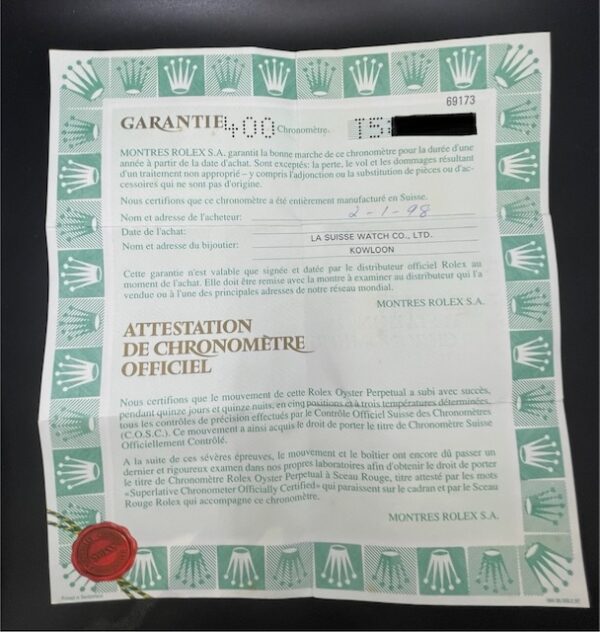 69173
GARANTIE 400 Chronomètre. T5:
MONTRES ROLEX S.A. garantit la bonne marche de ce chronomètre pour la durée d'une
année à partir de la date d'achat. Sont exceptés: la perte, le vol et les dommages résultant
d'un traitement non approprié – y compris l'adjonction ou la substitution de pièces ou d'ac-
cessoires qui ne sont pas d'origine.
Nous certifions que ce chronomètre a été entièrement manufacturé en Suisse.
Nom et adresse de l'acheteur:
2-1-98
Date de l'achat:
LA SUISSE WATCH CO., LTD.
Nom et adresse du bijoutier:
KOWLOON
Cette garantie n'est valable que signée et datée par le distributeur officiel Rolex au
moment de l'achat. Elle doit être remise avec la montre à examiner au distributeur qui l'a
vendue ou à l'une des principales adresses de notre réseau mondial.
MONTRES ROLEX S.A.
ATTESTATION
DE CHRONOMÈTRE
OFFICIEL
Nous certifions que le mouvement de cette Rolex Oyster Perpetual a subi avec succès,
pendant quinze jours et quinze nuits, en cinq positions et à trois températures déterminées,
tous les contrôles de précision effectués par le Contrôle Officiel Suisse des Chronomètres
(C.O.S.C.). Ce mouvement a ainsi acquis le droit de porter le titre de Chronomètre Suisse
Officiellement Contrôlé.
A la suite de ces sévères épreuves, le mouvement et le boîtier ont encore dû passer un
dernier et rigoureux examen dans nos propres laboratoires afin d'obtenir le droit de porter
le titre de Chronomètre Rolex Oyster Perpetual à Sceau Rouge, titre attesté par les mots
«Superlative Chronometer Officially Certified» qui paraissent sur le cadran et par le Sceau
Rouge Rolex qui accompagne ce chronomètre.
MONTRES ROLEX S.A.
Printed in Switzerland